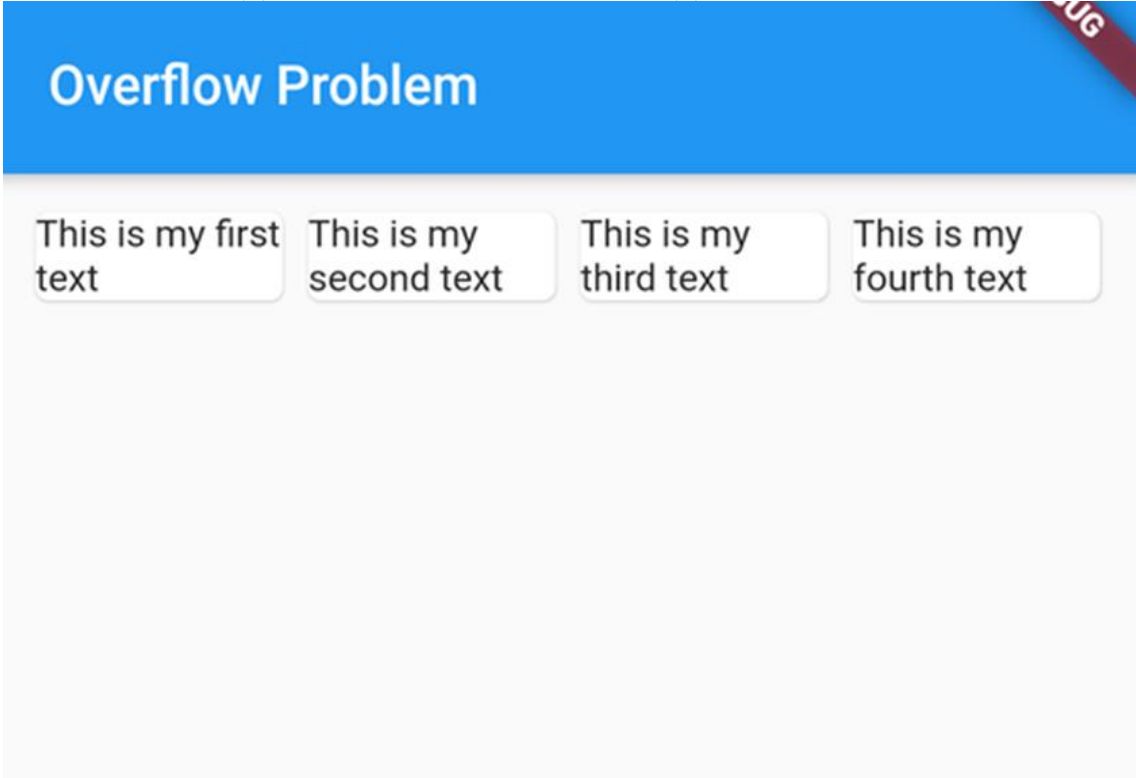 Overflow Problem
This is my first
text
This is my
second text
This is my
third text
This is my
fourth text